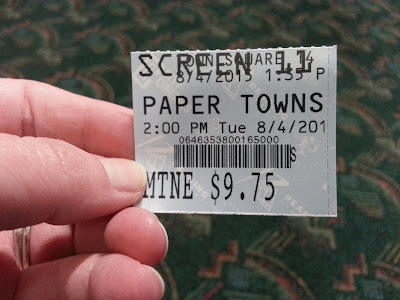 SCREEN 11
8/4/2015 1:55 P
PAPER TOWNS
2:00 PM Tue 8/4/201
0646353800165000
S
MTNE $9.75